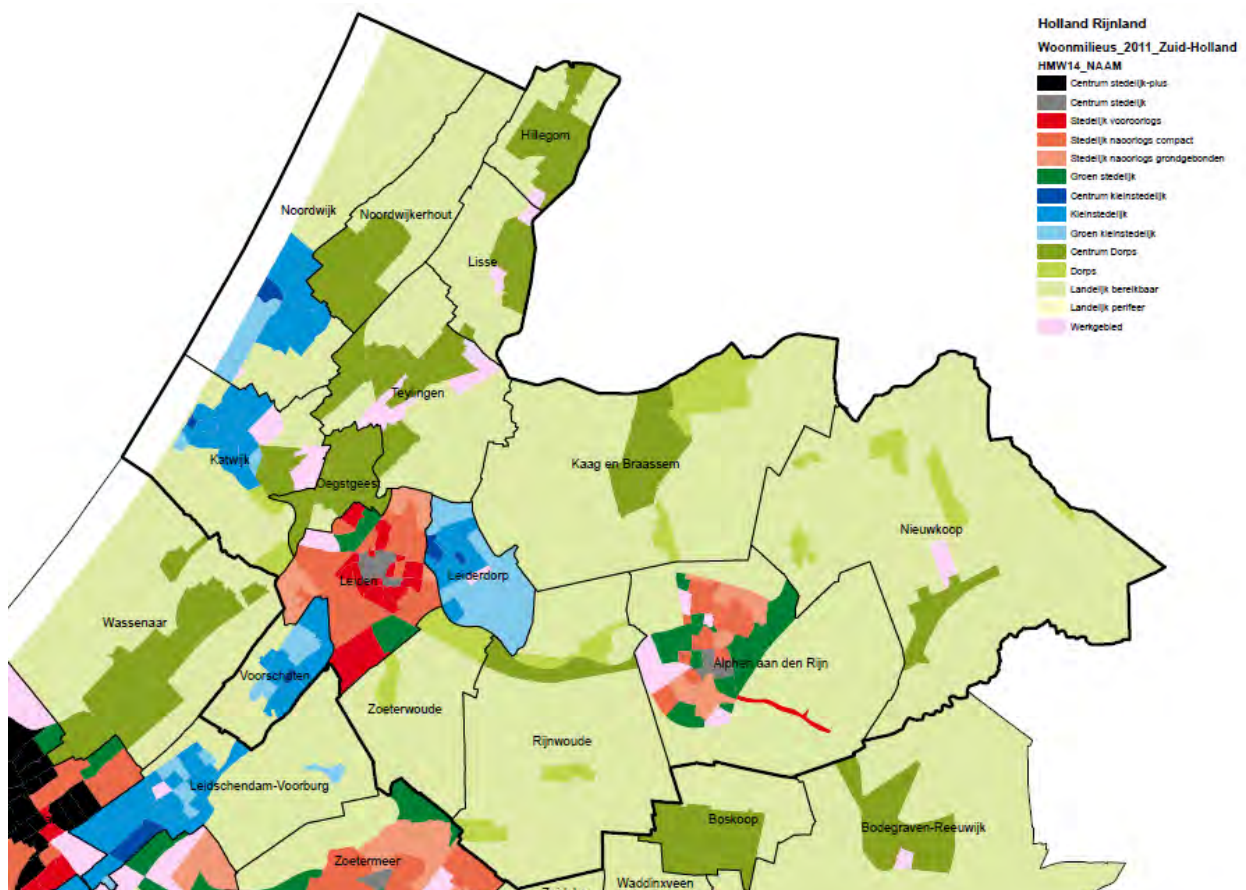 Holland Rijnland
Woonmilieus_2011_Zuid-Holland
HMW14_NAAM
Centrum stedelijk-plus
Centrum stedelijk
Stedelijk vooroorlogs
Stedelijk naoorlogs compact
Stedelijk naoorlogs grondgebonden
Groen stedelijk
Centrum kleinstedelijk
Kleinstedelijk
Groen kleinstedelijk
Centrum Dorps
Dorps
Landelijk bereikbaar
Landelijk perifeer
Werkgebied
Hillegom
Noordwijk
Noordwijkerhout
Lisse
Teylingen
Katwijk
Kaag en Braassem
Oegstgeest
Nieuwkoop
Leiden
Leiderdorp
Wassenaar
Alphen aan den Rijn
Voorschoten
Zoeterwoude
Rijnwoude
Leidschendam-Voorburg
Boskoop
Bodegraven-Reeuwijk
Zoetermeer
Waddinxveen